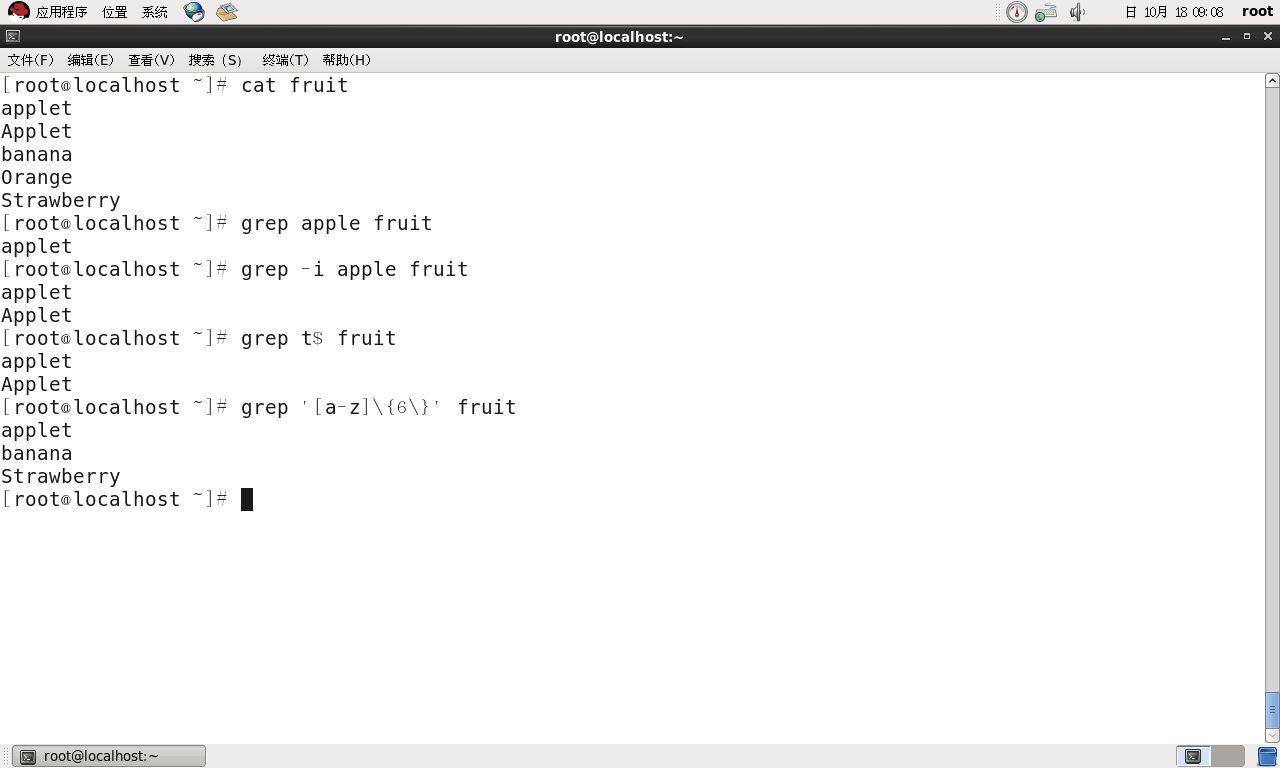 应用程序 位置 系统 日 10月 18 09:08 root
root@localhost:~
文件(F) 编辑(E) 查看(V) 搜索 (S) 终端(T) 帮助(H)
[root@localhost ~]# cat fruit
applet
Applet
banana
Orange
Strawberry
[root@localhost ~]# grep apple fruit
applet
[root@localhost ~]# grep -i apple fruit
applet
Applet
[root@localhost ~]# grep t$ fruit
applet
Applet
[root@localhost ~]# grep '[a-z]\{6\}' fruit
applet
banana
Strawberry
[root@localhost ~]#
root@localhost:~